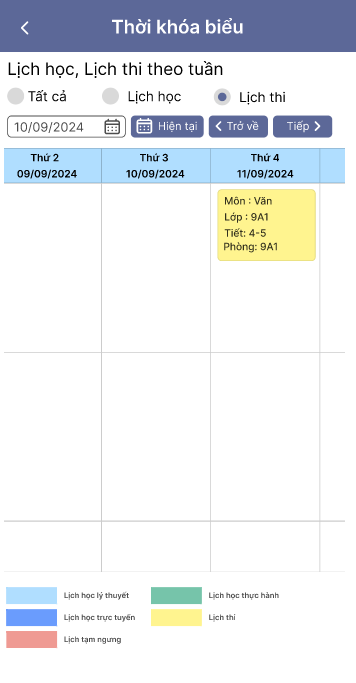 Thời khóa biểu
Lịch học, Lịch thi theo tuần
Tất cả Lịch học Lịch thi
10/09/2024 Hiện tại Trở về Tiếp
Thứ 2 Thứ 3 Thứ 4
09/09/2024 10/09/2024 11/09/2024
Môn : Văn
Lớp : 9A1
Tiết: 4-5
Phòng: 9A1
Lịch học lý thuyết Lịch học thực hành
Lịch học trực tuyến Lịch thi
Lịch tạm ngưng